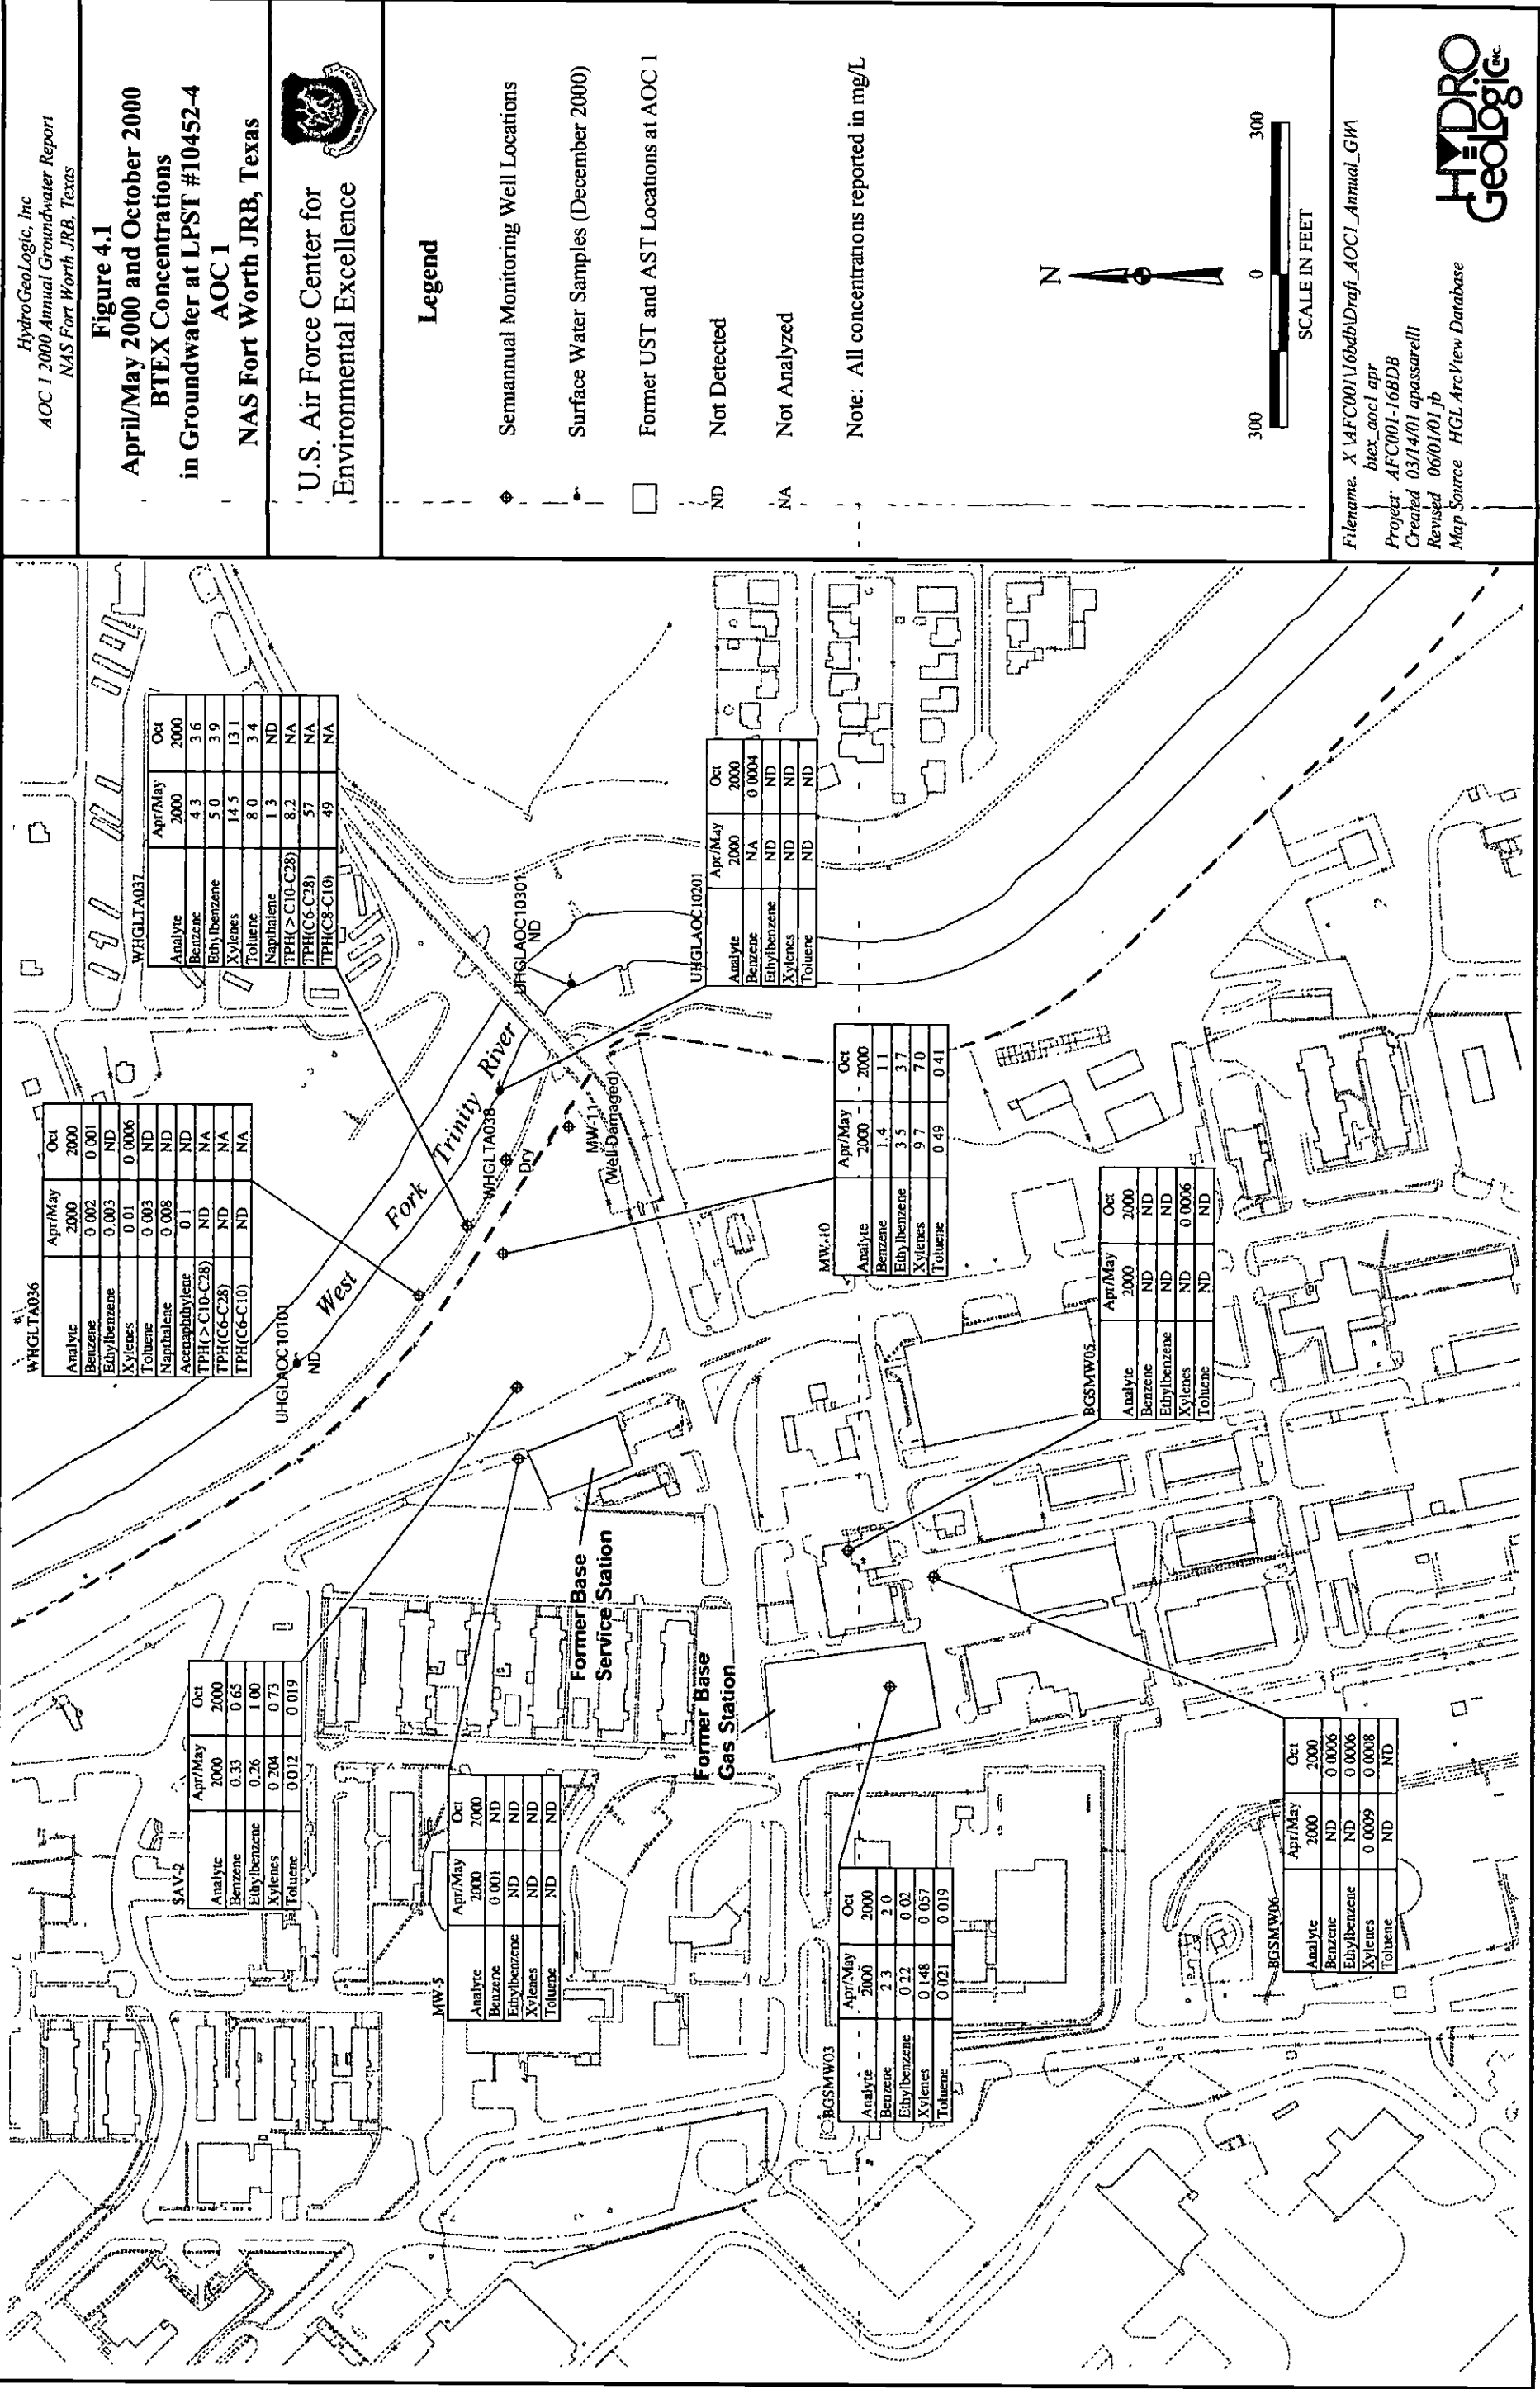 HydroGeoLogic, Inc
AOC 1 2000 Annual Groundwater Report
NAS Fort Worth JRB, Texas
Figure 4.1
April/May 2000 and October 2000
BTEX Concentrations
in Groundwater at LPST #10452-4
AOC 1
NAS Fort Worth JRB, Texas
U.S. Air Force Center for
Environmental Excellence
Legend
Semiannual Monitoring Well Locations
Surface Water Samples (December 2000)
Former UST and AST Locations at AOC 1
ND Not Detected
NA Not Analyzed
Note: All concentrations reported in mg/L
N
300 0 300
SCALE IN FEET
Filename. X \AFC001\16bdb\Draft_AOC1_Annual_GW\
btex_aoc1 apr
Project AFC001-16BDB
Created 03/14/01 apassarelli
Revised 06/01/01 jb
Map Source HGL ArcView Database
HYDRO
GeoLogic INC.
WHGLTA036
Analyte Apr/May 2000 Oct 2000
Benzene 0 002 0 001
Ethylbenzene 0.003 ND
Xylenes 0 01 0 0006
Toluene 0 003 ND
Napthalene 0 008 ND
Acenaphthylene 0 1 ND
TPH(>C10-C28) ND NA
TPH(C6-C28) ND NA
TPH(C6-C10) ND NA
WHGLTA037
Analyte Apr/May 2000 Oct 2000
Benzene 4 3 3 6
Ethylbenzene 5 0 3 9
Xylenes 14 5 13 1
Toluene 8 0 3 4
Napthalene 1 3 ND
TPH(>C10-C28) 8.2 NA
TPH(C6-C28) 57 NA
TPH(C8-C10) 49 NA
UHGLAOC10101
ND
West Fork Trinity River
UHGLAOC10301
ND
WHGLTA038
Dry
MW-11
(Well Damaged)
UHGLAOC10201
Analyte Apr/May 2000 Oct 2000
Benzene NA 0 0004
Ethylbenzene ND ND
Xylenes ND ND
Toluene ND ND
SAV-2
Analyte Apr/May 2000 Oct 2000
Benzene 0.33 0 65
Ethylbenzene 0.26 1 00
Xylenes 0 204 0 73
Toluene 0 012 0 019
MW-5
Analyte Apr/May 2000 Oct 2000
Benzene 0 001 ND
Ethylbenzene ND ND
Xylenes ND ND
Toluene ND ND
Former Base
Service Station
Former Base
Gas Station
MW-10
Analyte Apr/May 2000 Oct 2000
Benzene 1.4 1 1
Ethylbenzene 3 5 3 7
Xylenes 9 7 7 0
Toluene 0 49 0 41
BGSMW03
Analyte Apr/May 2000 Oct 2000
Benzene 2 3 2 0
Ethylbenzene 0 22 0 02
Xylenes 0 148 0 057
Toluene 0 021 0 019
BGSMW05
Analyte Apr/May 2000 Oct 2000
Benzene ND ND
Ethylbenzene ND ND
Xylenes ND 0 0006
Toluene ND ND
BGSMW06
Analyte Apr/May 2000 Oct 2000
Benzene ND 0 0006
Ethylbenzene ND 0 0006
Xylenes 0 0009 0 0008
Toluene ND ND